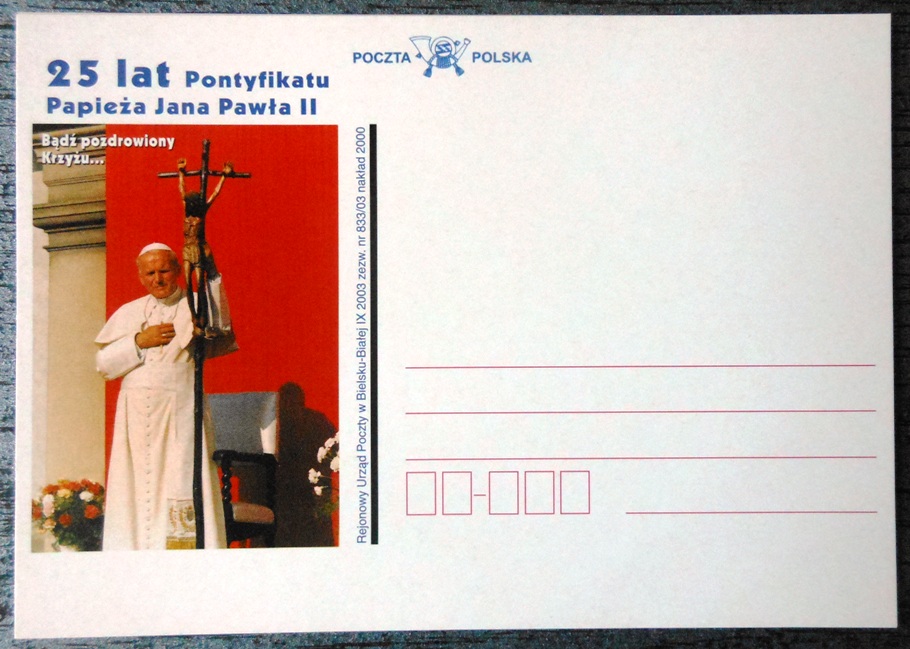 25 lat Pontyfikatu
Papieża Jana Pawła II
POCZTA POLSKA
Bądź pozdrowiony
Krzyżu...
Rejonowy Urząd Poczty w Bielsku-Białej IX 2003 zezw. nr 833/03 nakład 2000